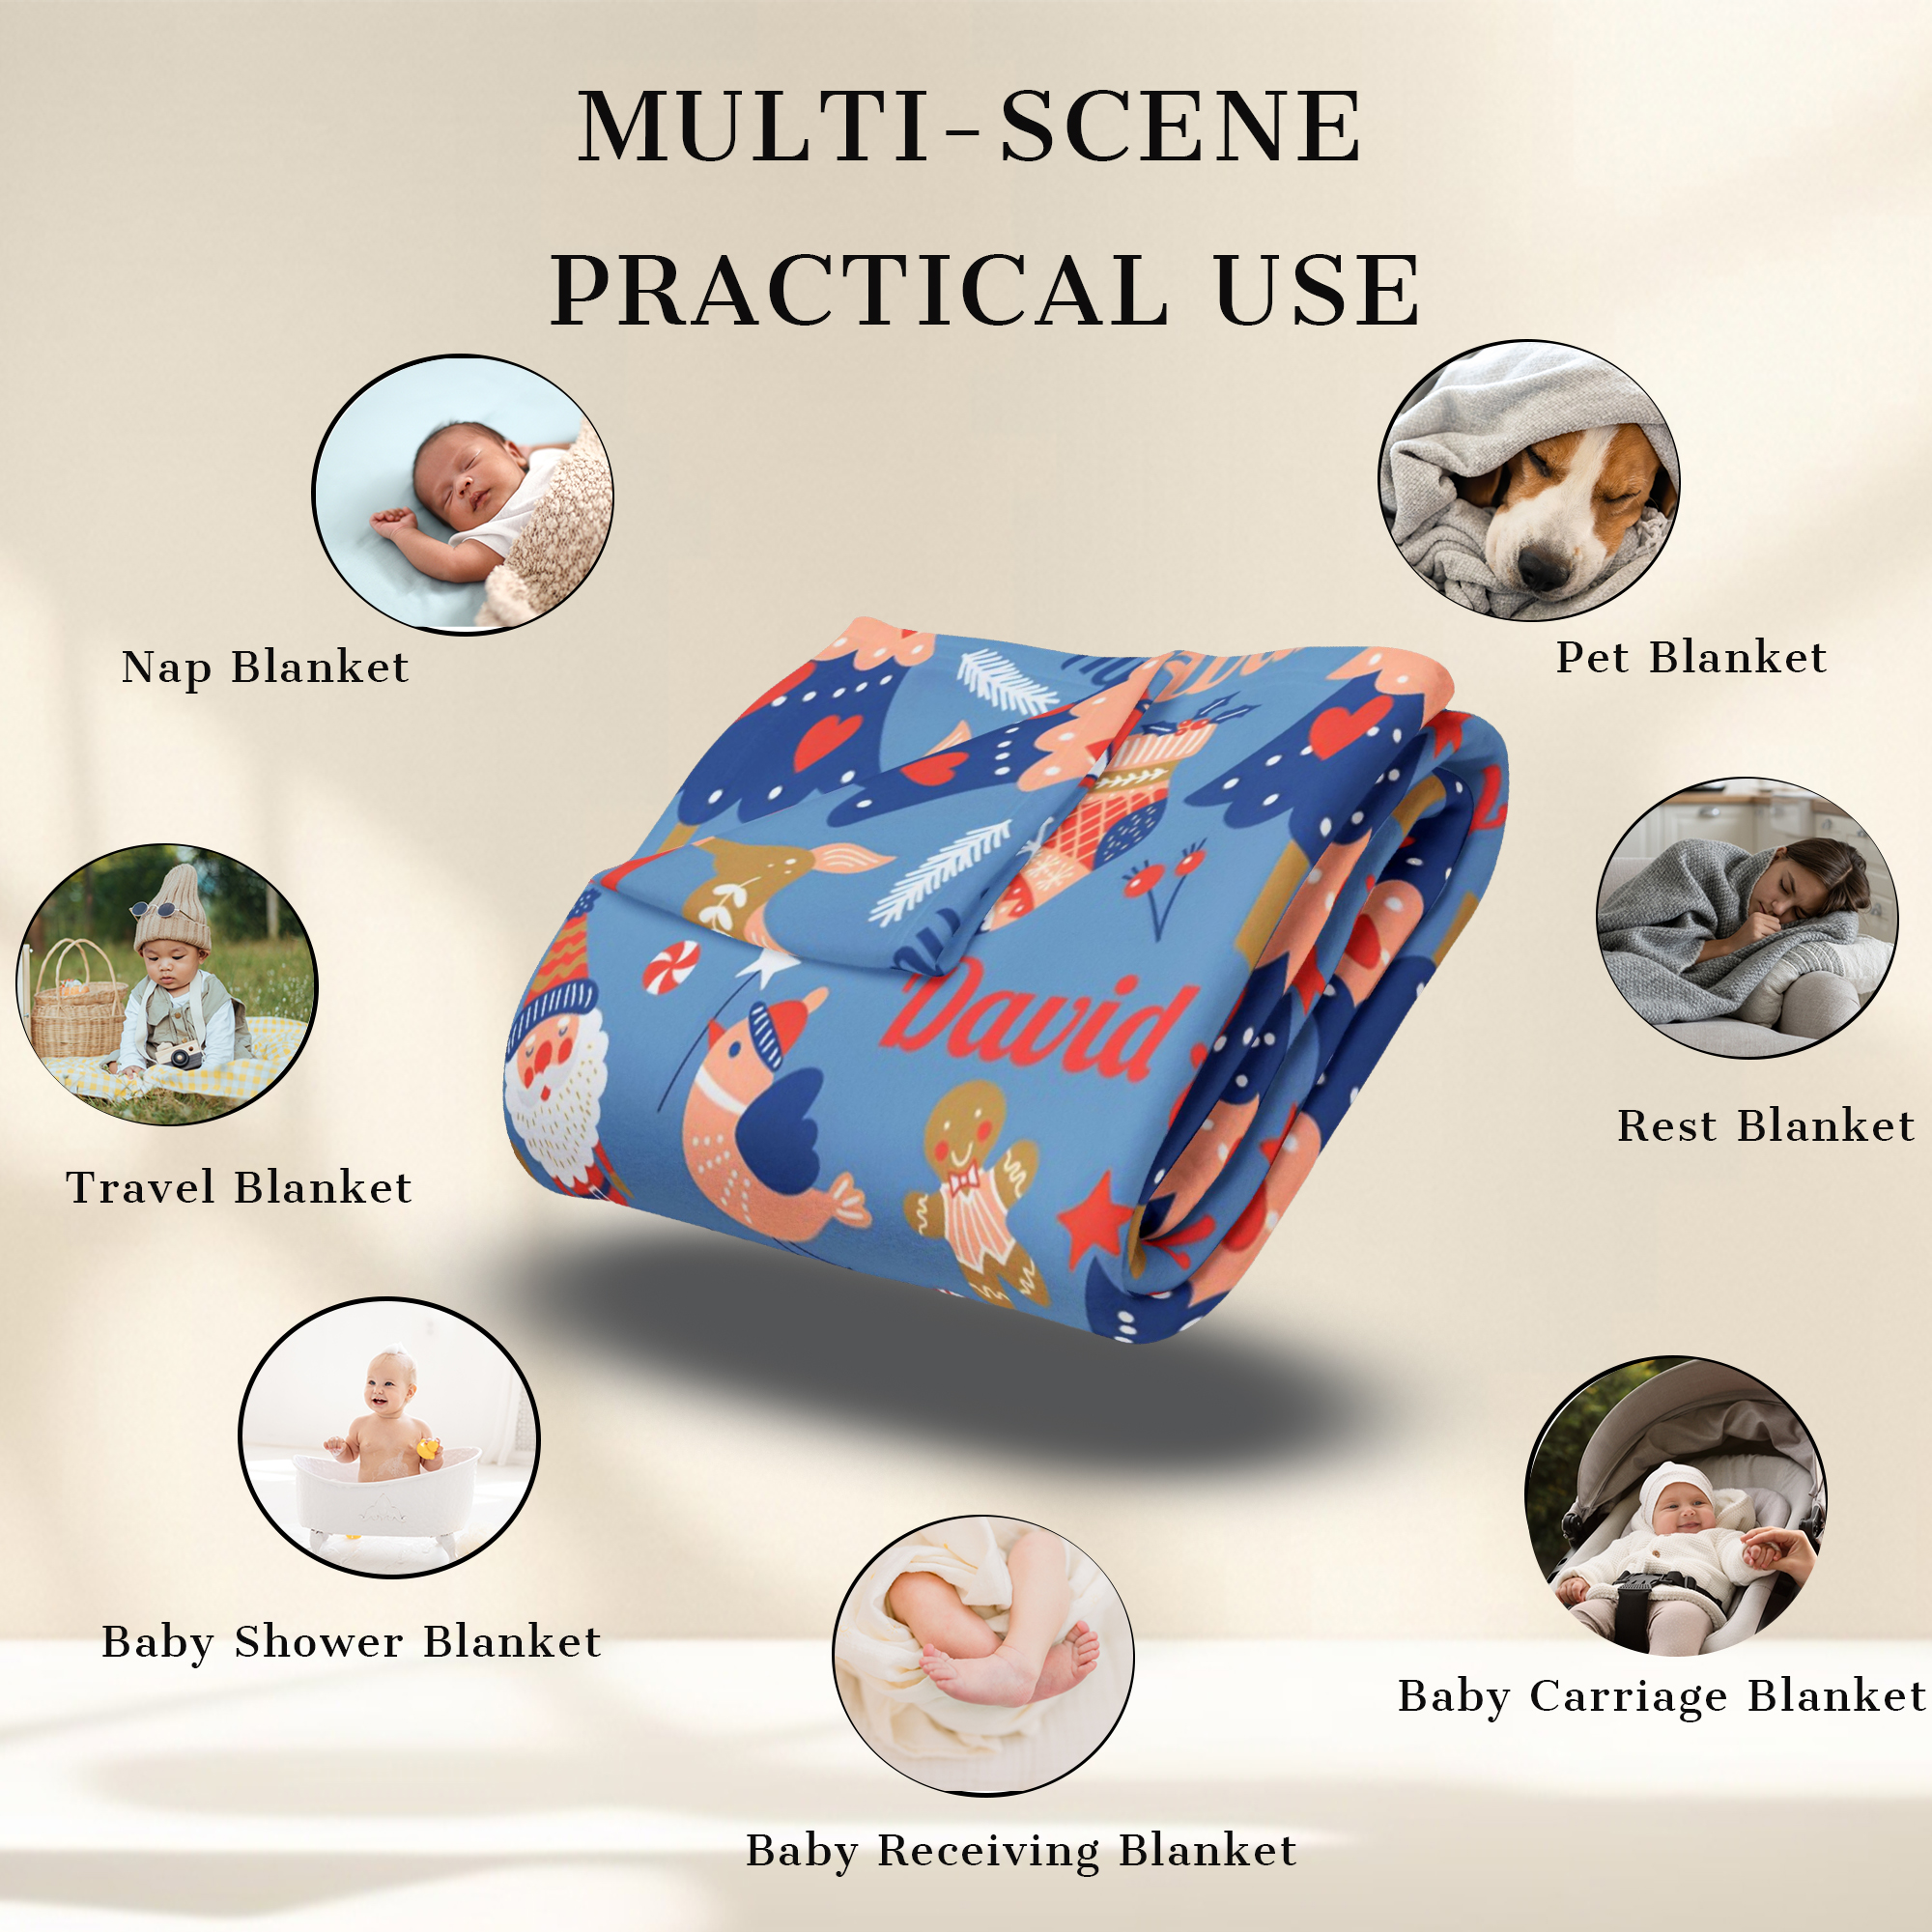 MULTI-SCENE
PRACTICAL USE
Nap Blanket
Pet Blanket
David
Travel Blanket
Rest Blanket
Baby Shower Blanket
Baby Carriage Blanket
Baby Receiving Blanket